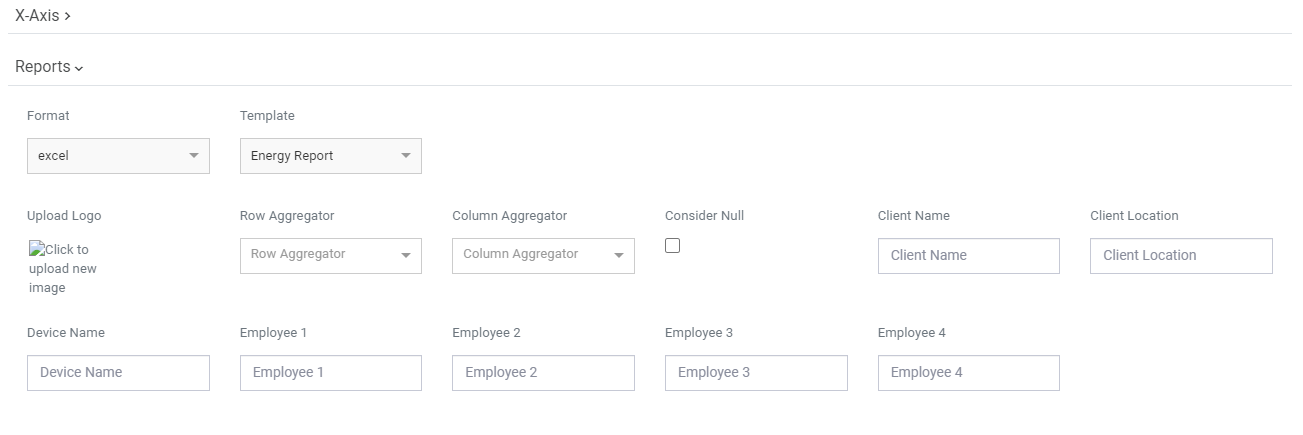 X-Axis
Reports
Format Template
excel Energy Report
Upload Logo Row Aggregator Column Aggregator Consider Null Client Name Client Location
Click to upload new image Row Aggregator Column Aggregator Client Name Client Location
Device Name Employee 1 Employee 2 Employee 3 Employee 4
Device Name Employee 1 Employee 2 Employee 3 Employee 4